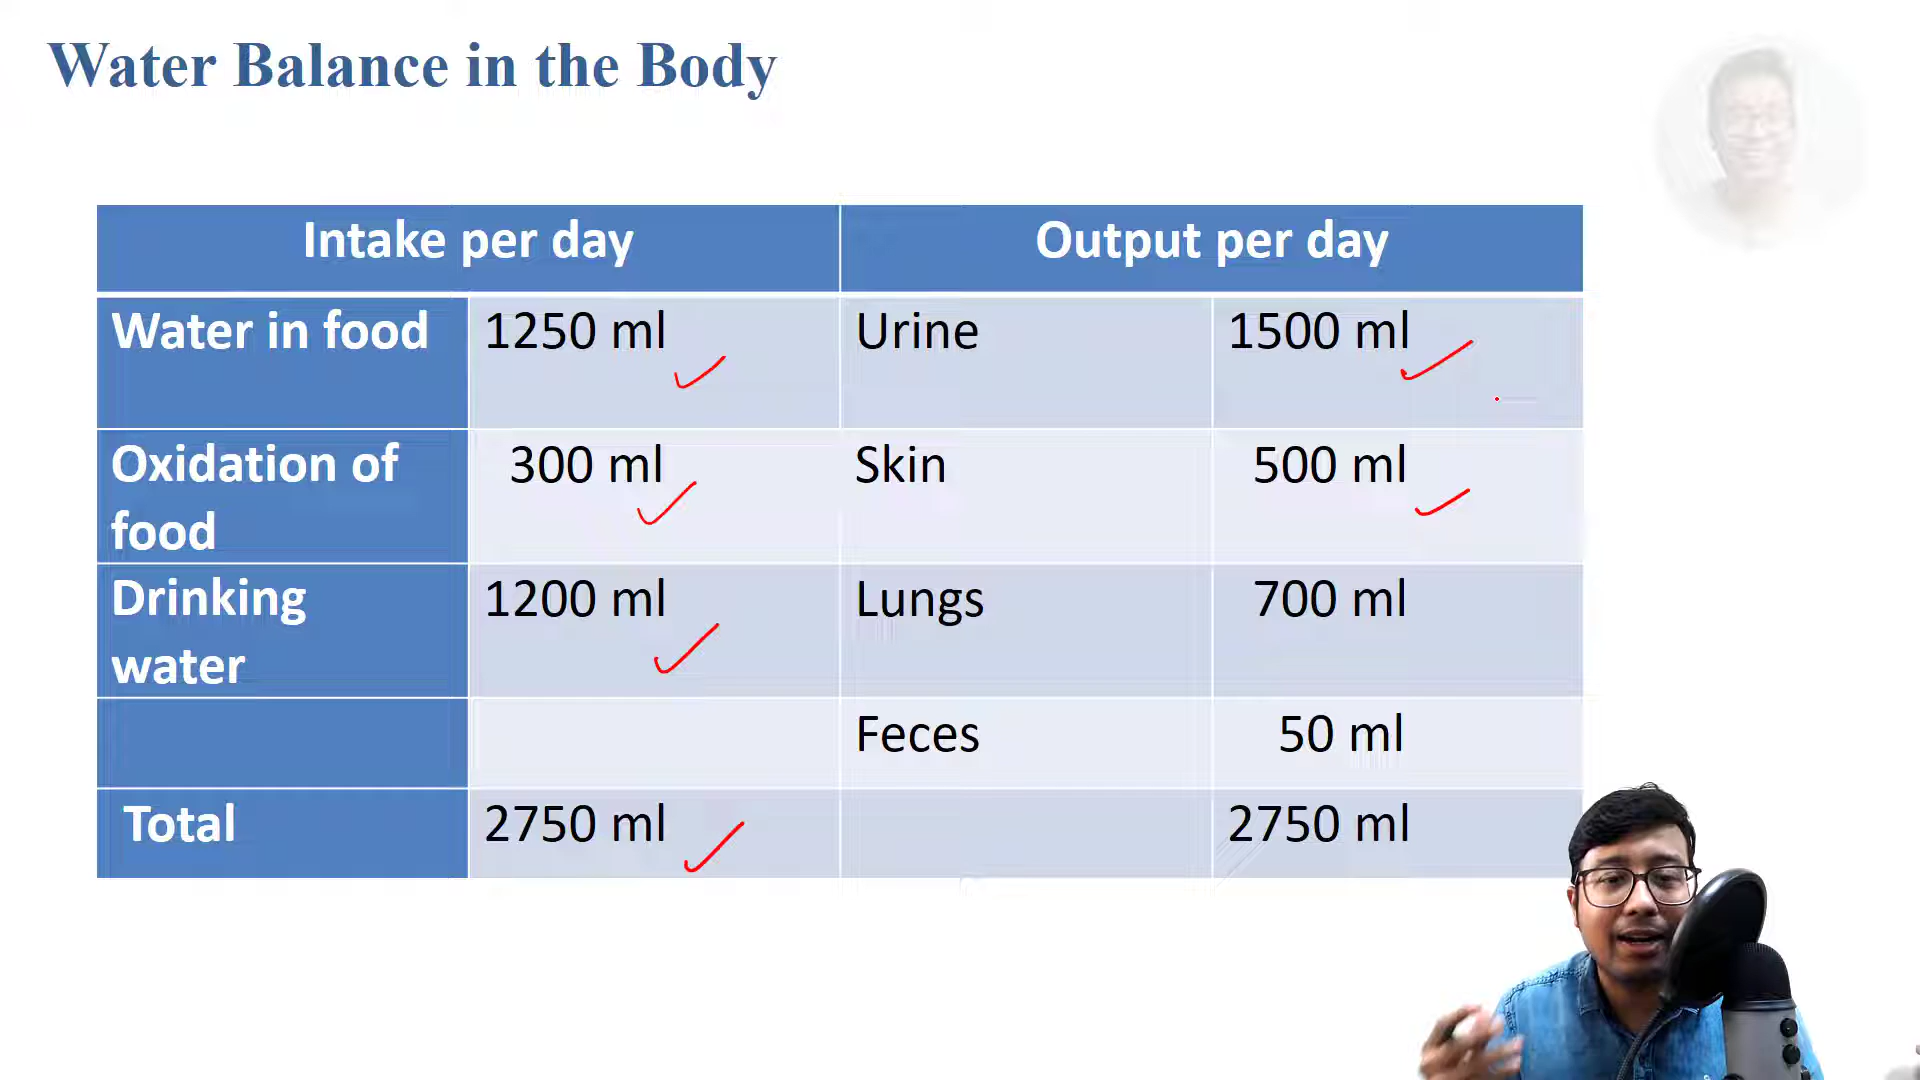 Water Balance in the Body
Intake per day Output per day
Water in food 1250 ml Urine 1500 ml
Oxidation of 300 ml Skin 500 ml
food
Drinking 1200 ml Lungs 700 ml
water
Feces 50 ml
Total 2750 ml 2750 ml